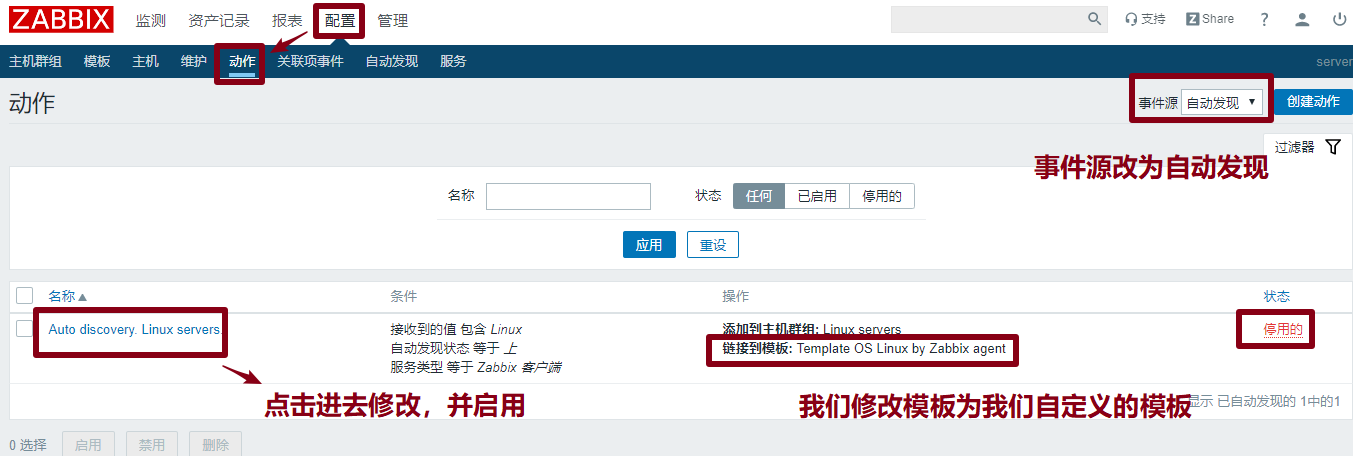 ZABBIX 监测 资产记录 报表 配置 管理 支持 Z Share ?
主机群组 模板 主机 维护 动作 关联项事件 自动发现 服务 server
动作 事件源 自动发现 创建动作
过滤器
事件源改为自动发现
名称 状态 任何 已启用 停用的
应用 重设
名称 条件 操作 状态
Auto discovery. Linux servers. 接收到的值 包含 Linux 添加到主机群组: Linux servers 停用的
自动发现状态 等于 上 链接到模板: Template OS Linux by Zabbix agent
服务类型 等于 Zabbix 客户端
点击进去修改，并启用 我们修改模板为我们自定义的模板
显示 已自动发现的 1中的1
0 选择 启用 禁用 删除